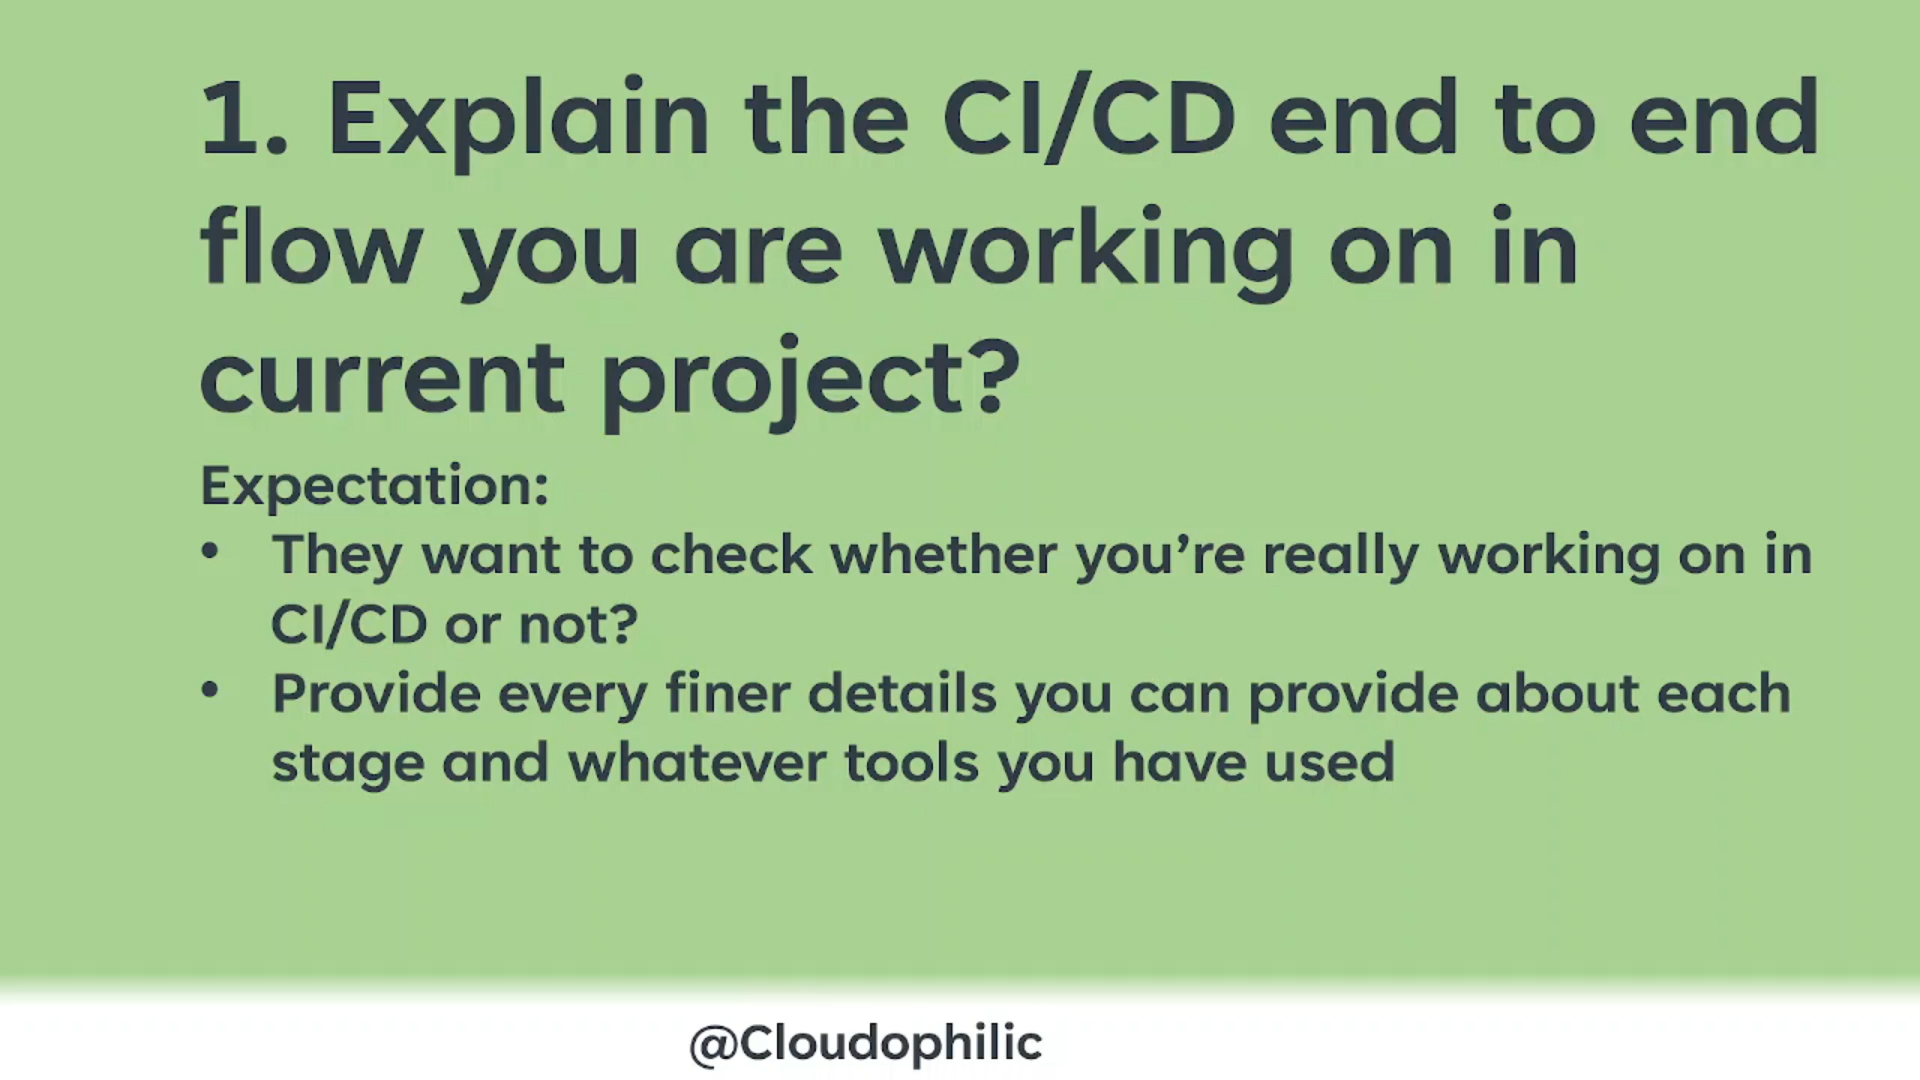 1. Explain the CI/CD end to end
flow you are working on in
current project?
Expectation:
• They want to check whether you’re really working on in
CI/CD or not?
• Provide every finer details you can provide about each
stage and whatever tools you have used
@Cloudophilic